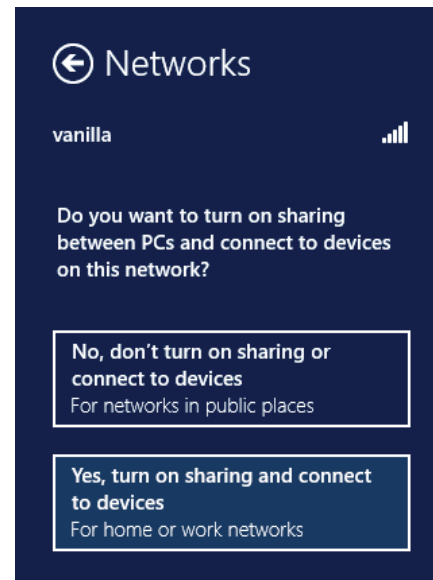 Networks
vanilla
Do you want to turn on sharing
between PCs and connect to devices
on this network?
No, don't turn on sharing or
connect to devices
For networks in public places
Yes, turn on sharing and connect
to devices
For home or work networks